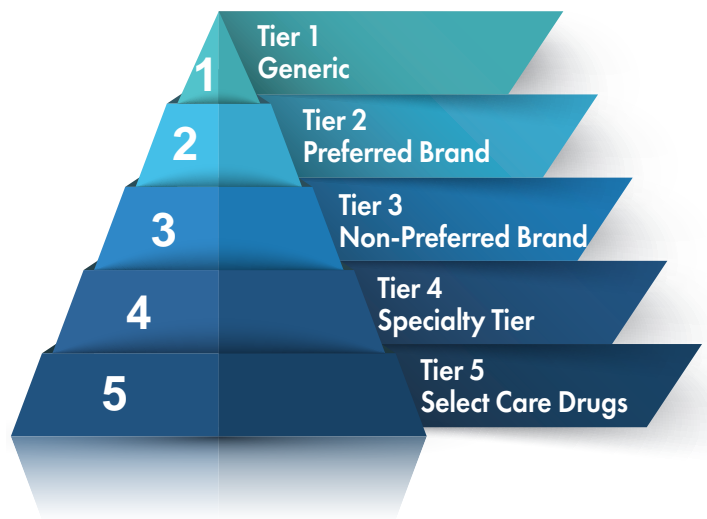 1
Tier 1
Generic
2
Tier 2
Preferred Brand
3
Tier 3
Non-Preferred Brand
4
Tier 4
Specialty Tier
5
Tier 5
Select Care Drugs